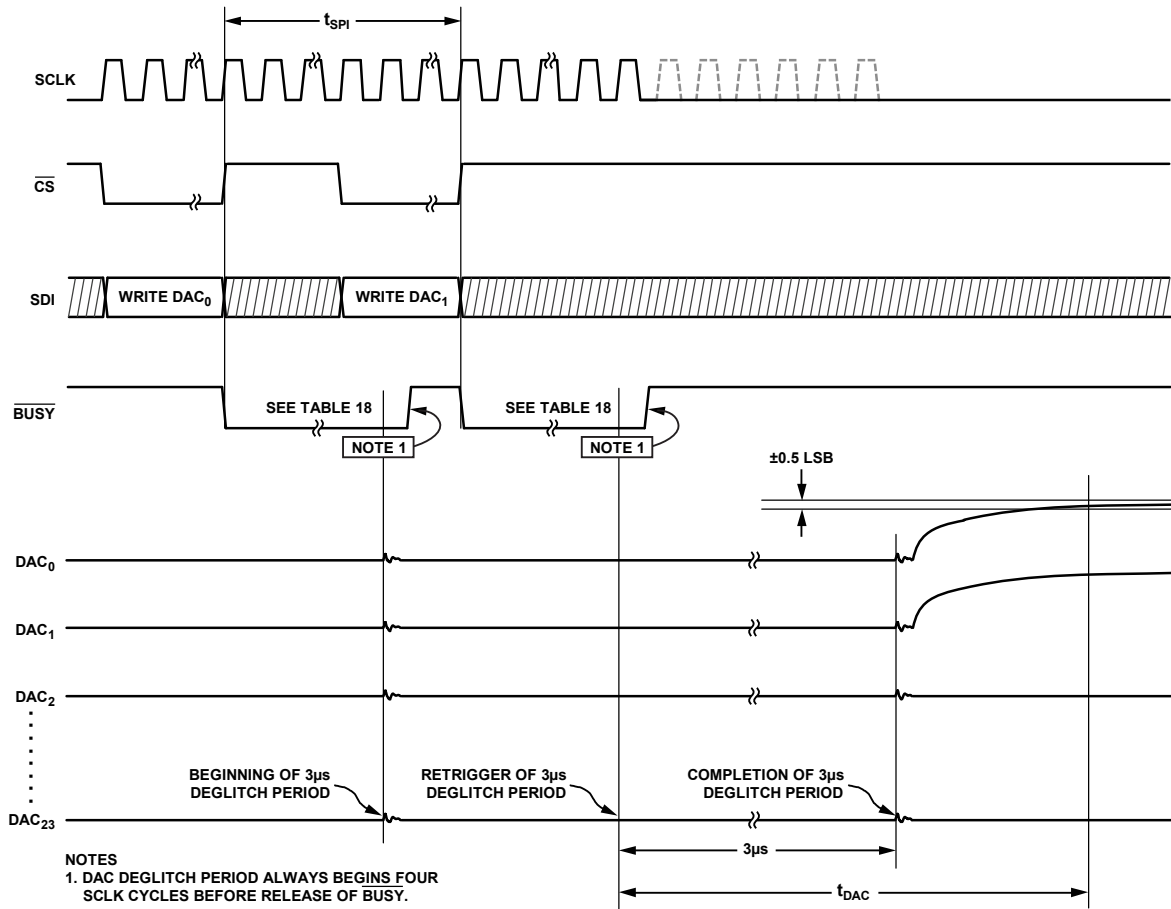 tSPI
SCLK
CS
SDI
WRITE DAC0
WRITE DAC1
BUSY
SEE TABLE 18
SEE TABLE 18
NOTE 1
NOTE 1
±0.5 LSB
DAC0
DAC1
DAC2
BEGINNING OF 3µs
DEGLITCH PERIOD
RETRIGGER OF 3µs
DEGLITCH PERIOD
COMPLETION OF 3µs
DEGLITCH PERIOD
DAC23
3µs
tDAC
NOTES
1. DAC DEGLITCH PERIOD ALWAYS BEGINS FOUR
SCLK CYCLES BEFORE RELEASE OF BUSY.